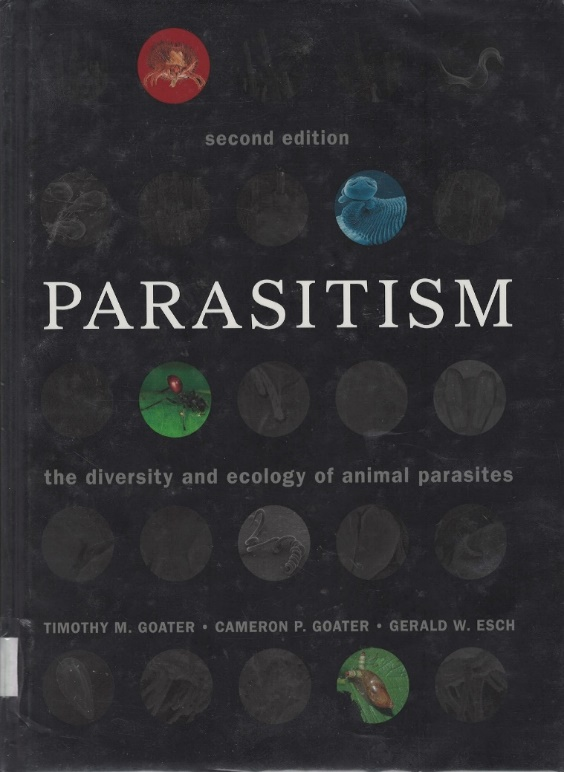 second edition
PARASITISM
the diversity and ecology of animal parasites
TIMOTHY M. GOATER • CAMERON P. GOATER • GERALD W. ESCH